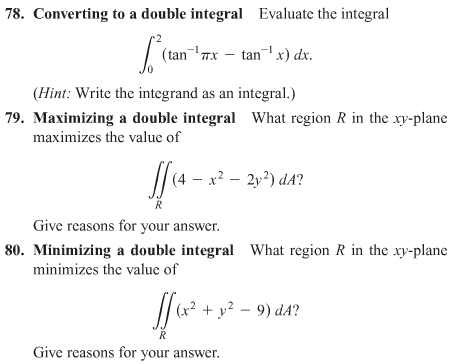 78. Converting to a double integral Evaluate the integral
∫₀² (tan⁻¹ πx − tan⁻¹ x) dx.
(Hint: Write the integrand as an integral.)
79. Maximizing a double integral What region R in the xy-plane
maximizes the value of
∬_R (4 − x² − 2y²) dA?
Give reasons for your answer.
80. Minimizing a double integral What region R in the xy-plane
minimizes the value of
∬_R (x² + y² − 9) dA?
Give reasons for your answer.